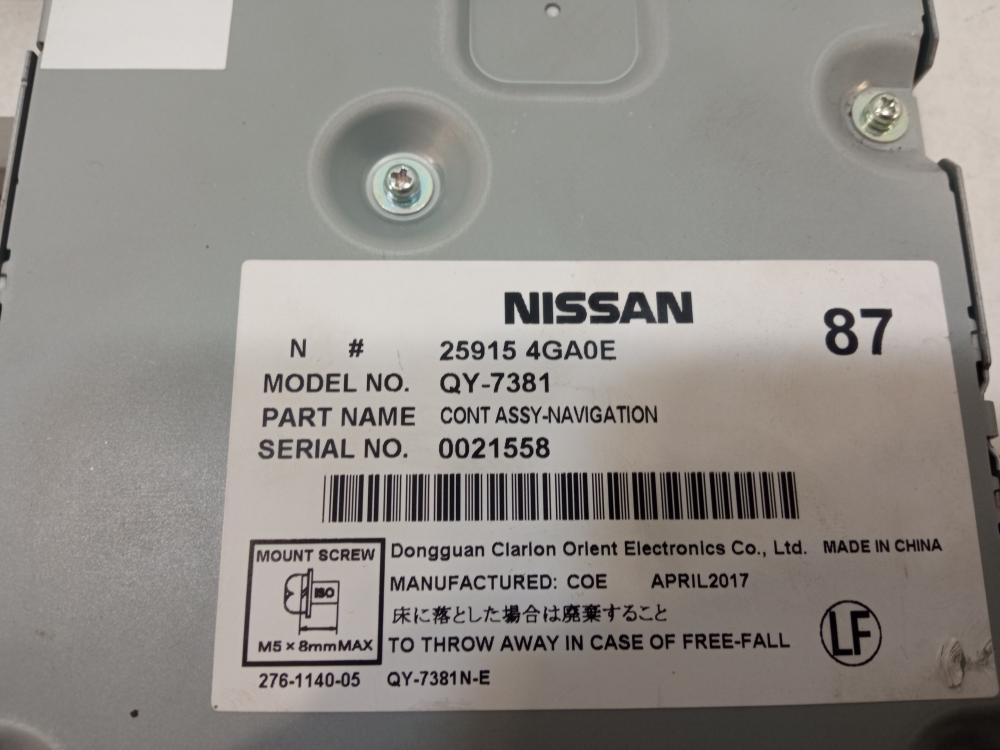 NISSAN
87
N # 25915 4GA0E
MODEL NO. QY-7381
PART NAME CONT ASSY-NAVIGATION
SERIAL NO. 0021558
MOUNT SCREW
ISO
M5×8mmMAX
Dongguan Clarion Orient Electronics Co., Ltd. MADE IN CHINA
MANUFACTURED: COE APRIL2017
床に落とした場合は廃棄すること
TO THROW AWAY IN CASE OF FREE-FALL
LF
276-1140-05 QY-7381N-E